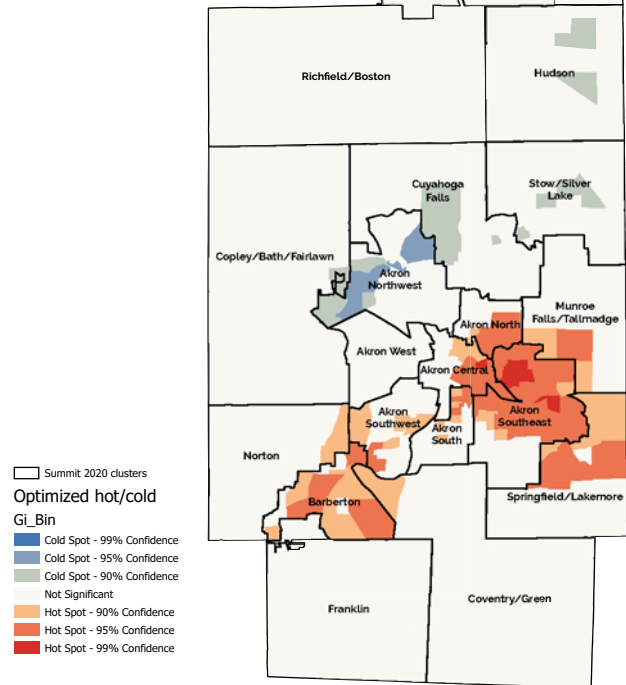 Richfield/Boston
Hudson
Cuyahoga
Falls
Stow/Silver
Lake
Copley/Bath/Fairlawn
Akron
Northwest
Munroe
Falls/Tallmadge
Akron North
Akron West
Akron Central
Akron
Southwest
Akron
South
Akron
Southeast
Norton
Barberton
Springfield/Lakemore
Franklin
Coventry/Green
Summit 2020 clusters
Optimized hot/cold
Gi_Bin
Cold Spot - 99% Confidence
Cold Spot - 95% Confidence
Cold Spot - 90% Confidence
Not Significant
Hot Spot - 90% Confidence
Hot Spot - 95% Confidence
Hot Spot - 99% Confidence